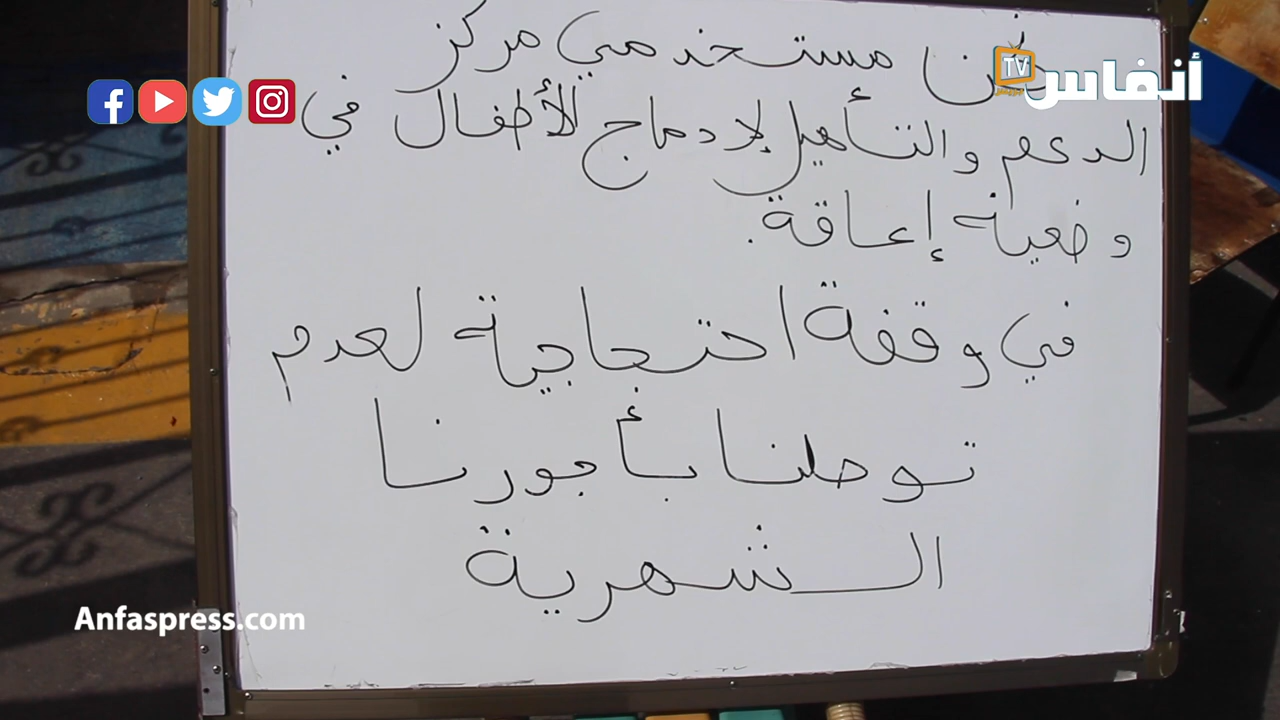 نحن مستخدمي مركز
الدعم والتأهيل لإدماج الأطفال في
وضعية إعاقة.
في وقفة احتجاجية لعدم
توصلنا بأجورنا
الشهرية
أنفاس
TV
Anfaspress.com